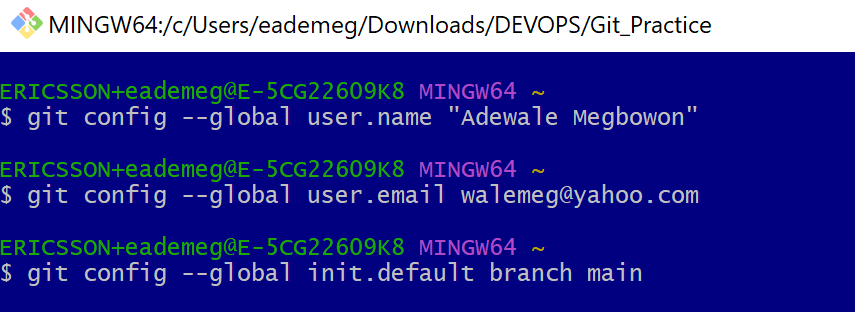 MINGW64:/c/Users/eademeg/Downloads/DEVOPS/Git_Practice
ERICSSON+eademeg@E-5CG22609K8 MINGW64 ~
$ git config --global user.name "Adewale Megbowon"
ERICSSON+eademeg@E-5CG22609K8 MINGW64 ~
$ git config --global user.email walemeg@yahoo.com
ERICSSON+eademeg@E-5CG22609K8 MINGW64 ~
$ git config --global init.default branch main